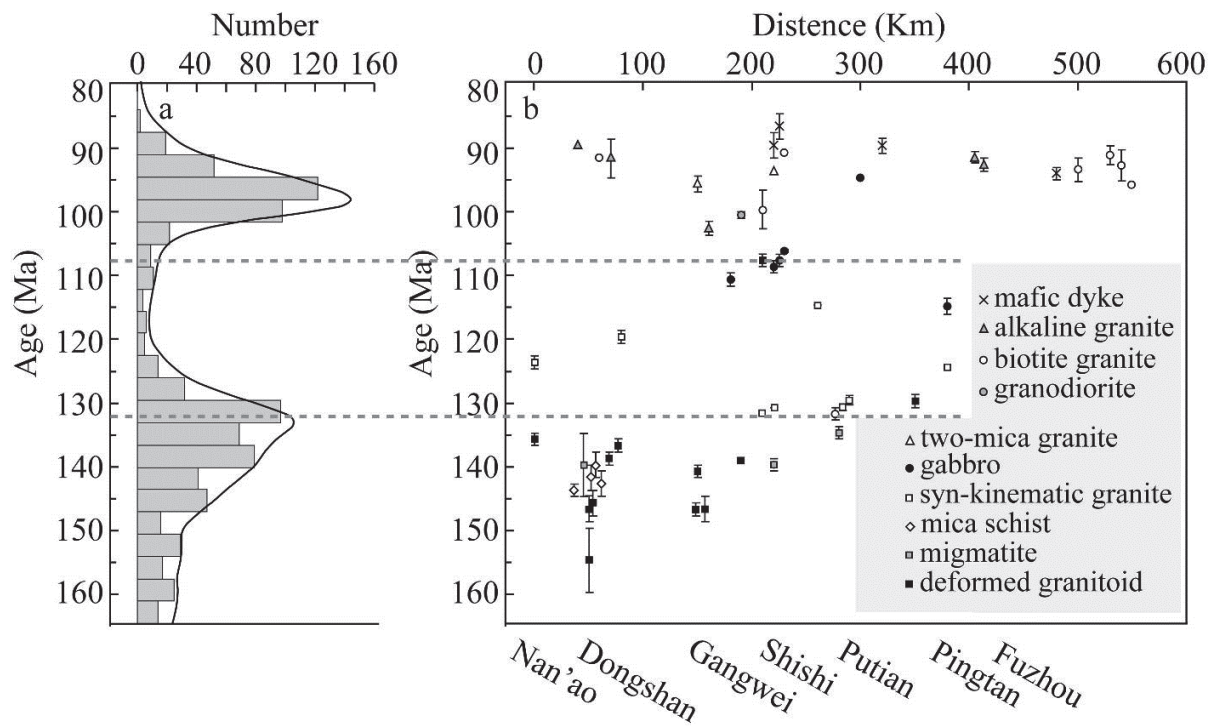 Number
0 40 80 120 160
80
90
100
110
120
130
140
150
160
Age (Ma)
a
Distence (Km)
0 100 200 300 400 500 600
80
90
100
110
120
130
140
150
160
Age (Ma)
b
mafic dyke
alkaline granite
biotite granite
granodiorite
two-mica granite
gabbro
syn-kinematic granite
mica schist
migmatite
deformed granitoid
Nan'ao
Dongshan
Gangwei
Shishi
Putian
Pingtan
Fuzhou